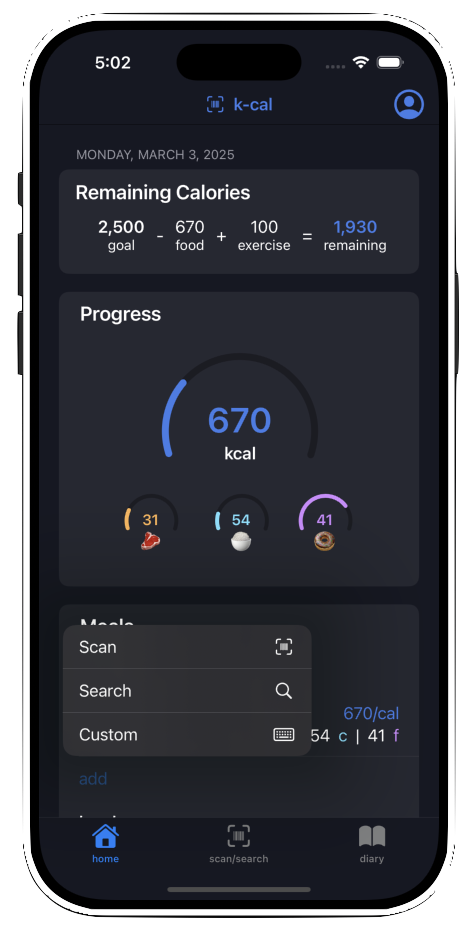 5:02
k-cal
MONDAY, MARCH 3, 2025
Remaining Calories
2,500 - 670 + 100 = 1,930
goal food exercise remaining
Progress
670
kcal
31 54 41
Meals
Scan
Search
670/cal
Custom
54 c | 41 f
add
home scan/search diary